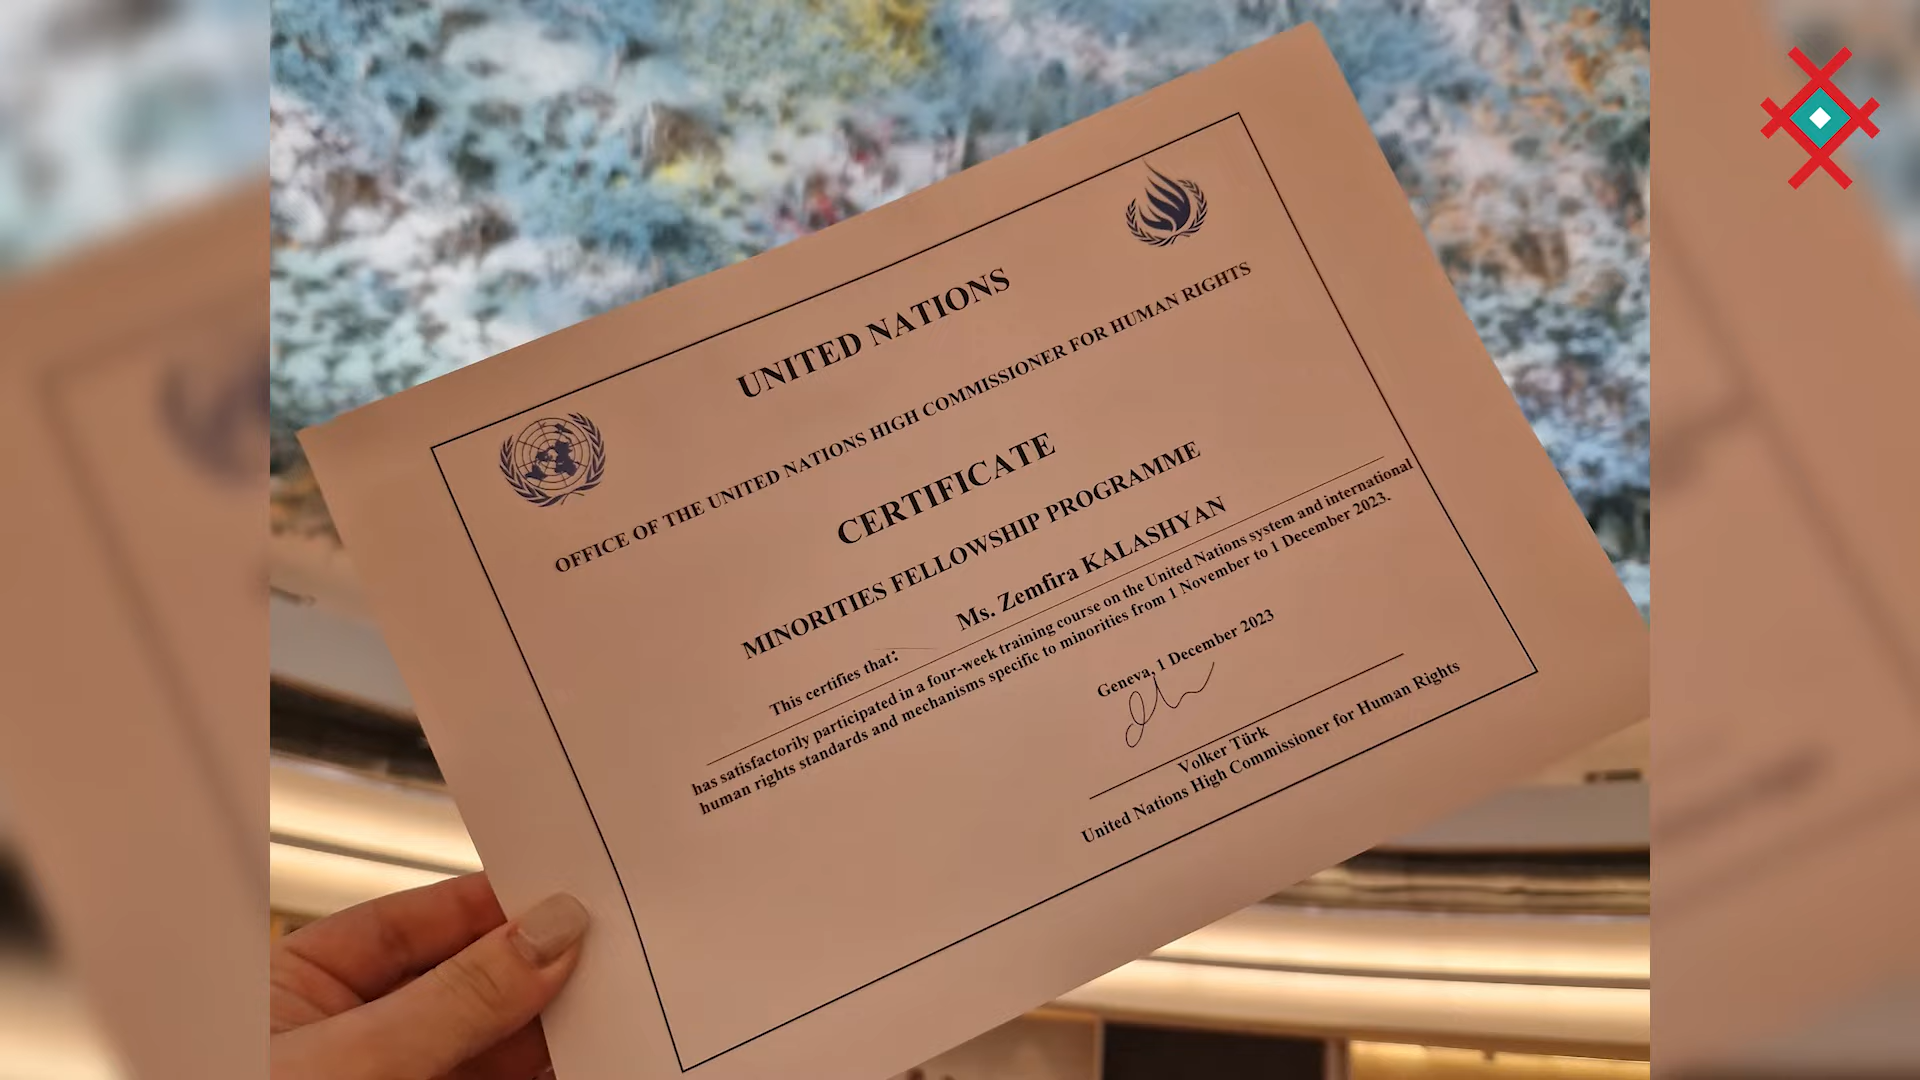 UNITED NATIONS
OFFICE OF THE UNITED NATIONS HIGH COMMISSIONER FOR HUMAN RIGHTS
CERTIFICATE
MINORITIES FELLOWSHIP PROGRAMME
This certifies that: Ms. Zemfira KALASHYAN
has satisfactorily participated in a four-week training course on the United Nations system and international
human rights standards and mechanisms specific to minorities from 1 November to 1 December 2023.
Geneva, 1 December 2023
Volker Türk
United Nations High Commissioner for Human Rights